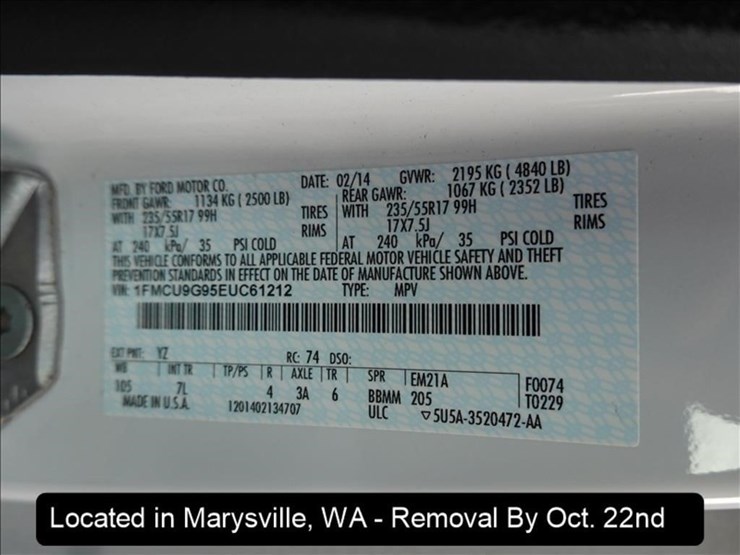 MFD. BY FORD MOTOR CO. DATE: 02/14 GVWR: 2195 KG ( 4840 LB)
FRONT GAWR: 1134 KG ( 2500 LB) REAR GAWR: 1067 KG ( 2352 LB)
WITH 235/55R17 99H TIRES WITH 235/55R17 99H TIRES
17X7.5J RIMS 17X7.5J RIMS
AT 240 kPa/ 35 PSI COLD AT 240 kPa/ 35 PSI COLD
THIS VEHICLE CONFORMS TO ALL APPLICABLE FEDERAL MOTOR VEHICLE SAFETY AND THEFT
PREVENTION STANDARDS IN EFFECT ON THE DATE OF MANUFACTURE SHOWN ABOVE.
VIN: 1FMCU9G95EUC61212 TYPE: MPV
EXT PNT: YZ RC: 74 DSO:
WB INT TR TP/PS R AXLE TR SPR EM21A F0074
105 7L 4 3A 6 BBMM 205 T0229
MADE IN U.S.A. 1201402134707 ULC ▽5U5A-3520472-AA
Located in Marysville, WA - Removal By Oct. 22nd